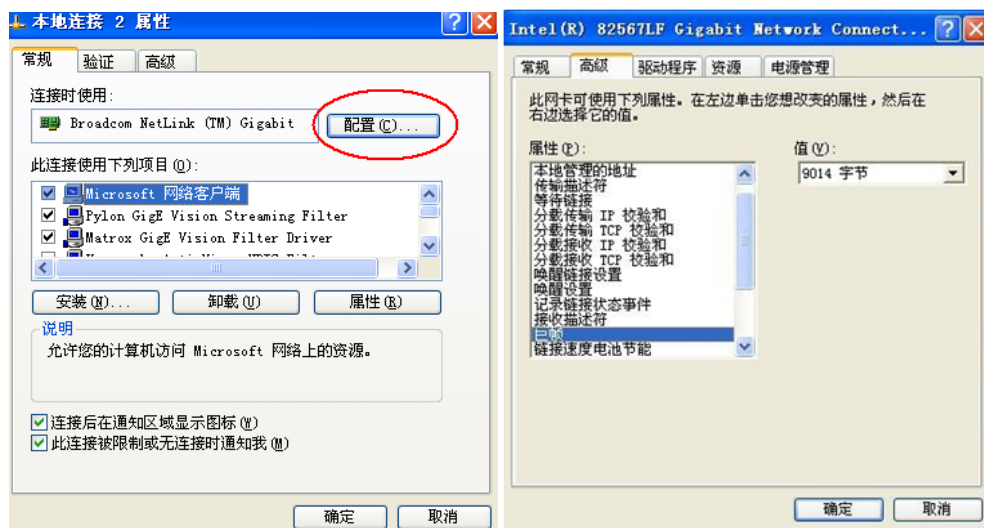 本地连接 2 属性
常规
验证
高级
连接时使用:
Broadcom NetLink (TM) Gigabit
配置(C)...
此连接使用下列项目(O):
Microsoft 网络客户端
Pylon GigE Vision Streaming Filter
Matrox GigE Vision Filter Driver
安装(N)...
卸载(U)
属性(R)
说明
允许您的计算机访问 Microsoft 网络上的资源。
连接后在通知区域显示图标(W)
此连接被限制或无连接时通知我(M)
确定
取消
Intel(R) 82567LF Gigabit Network Connect...
常规
高级
驱动程序
资源
电源管理
此网卡可使用下列属性。在左边单击您想改变的属性，然后在
右边选择它的值。
属性(P):
值(V):
本地管理的地址
传输描述符
等待链接
分载传输 IP 校验和
分载传输 TCP 校验和
分载接收 IP 校验和
分载接收 TCP 校验和
唤醒链接设置
唤醒设置
记录链接状态事件
接收描述符
巨帧
链接速度电池节能
9014 字节
确定
取消